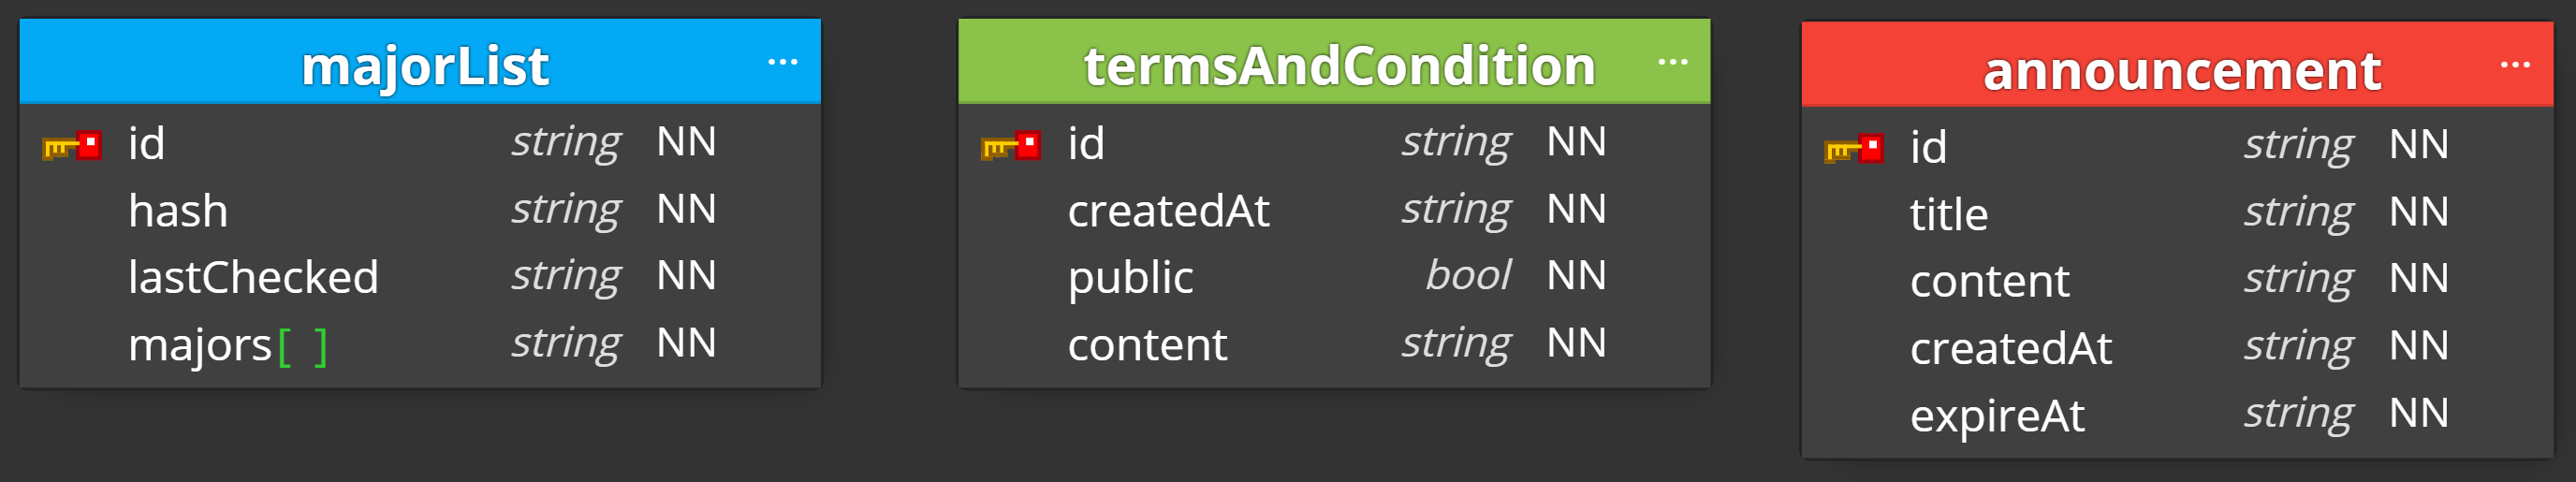 majorList ...
id string NN
hash string NN
lastChecked string NN
majors[ ] string NN
termsAndCondition ...
id string NN
createdAt string NN
public bool NN
content string NN
announcement ...
id string NN
title string NN
content string NN
createdAt string NN
expireAt string NN